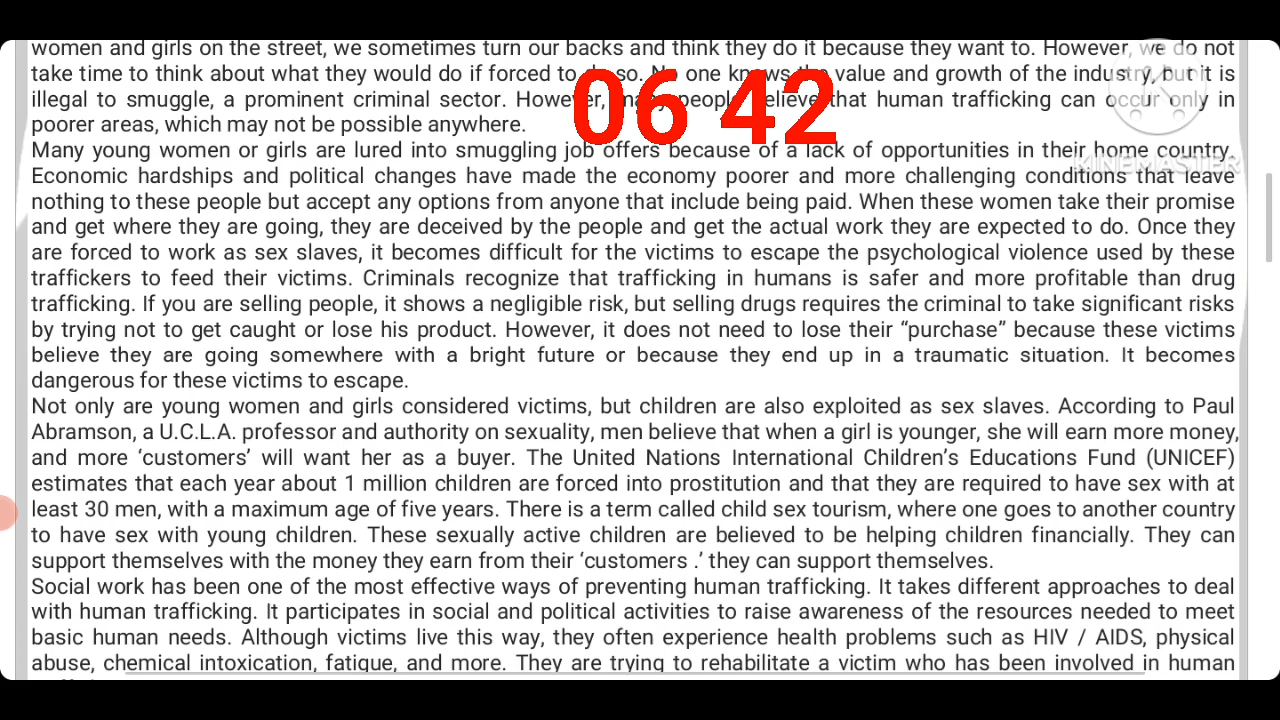 women and girls on the street, we sometimes turn our backs and think they do it because they want to. However, we do not
take time to think about what they would do if forced to do so. No one knows the value and growth of the industry, but it is
illegal to smuggle, a prominent criminal sector. However, many people believe that human trafficking can occur only in
poorer areas, which may not be possible anywhere.
06 42
Many young women or girls are lured into smuggling job offers because of a lack of opportunities in their home country.
KINEMASTER
Economic hardships and political changes have made the economy poorer and more challenging conditions that leave
nothing to these people but accept any options from anyone that include being paid. When these women take their promise
and get where they are going, they are deceived by the people and get the actual work they are expected to do. Once they
are forced to work as sex slaves, it becomes difficult for the victims to escape the psychological violence used by these
traffickers to feed their victims. Criminals recognize that trafficking in humans is safer and more profitable than drug
trafficking. If you are selling people, it shows a negligible risk, but selling drugs requires the criminal to take significant risks
by trying not to get caught or lose his product. However, it does not need to lose their “purchase” because these victims
believe they are going somewhere with a bright future or because they end up in a traumatic situation. It becomes
dangerous for these victims to escape.
Not only are young women and girls considered victims, but children are also exploited as sex slaves. According to Paul
Abramson, a U.C.L.A. professor and authority on sexuality, men believe that when a girl is younger, she will earn more money,
and more ‘customers’ will want her as a buyer. The United Nations International Children’s Educations Fund (UNICEF)
estimates that each year about 1 million children are forced into prostitution and that they are required to have sex with at
least 30 men, with a maximum age of five years. There is a term called child sex tourism, where one goes to another country
to have sex with young children. These sexually active children are believed to be helping children financially. They can
support themselves with the money they earn from their ‘customers .’ they can support themselves.
Social work has been one of the most effective ways of preventing human trafficking. It takes different approaches to deal
with human trafficking. It participates in social and political activities to raise awareness of the resources needed to meet
basic human needs. Although victims live this way, they often experience health problems such as HIV / AIDS, physical
abuse, chemical intoxication, fatigue, and more. They are trying to rehabilitate a victim who has been involved in human